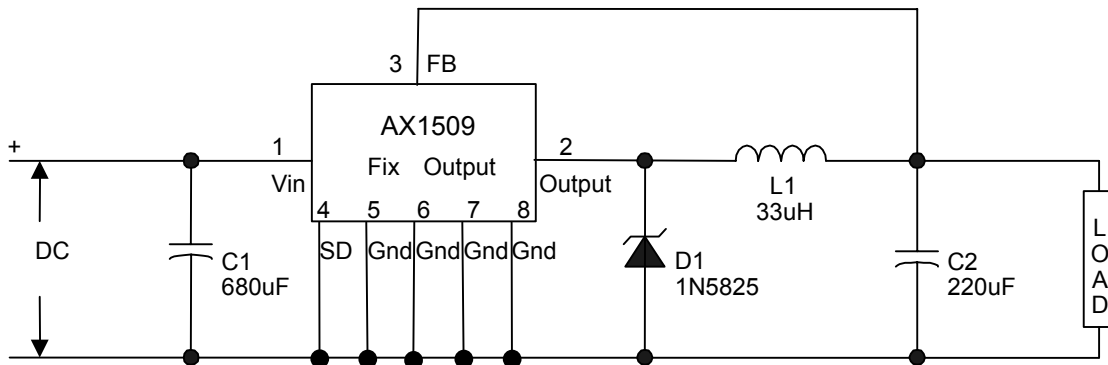 3 FB
AX1509
+
1
2
Fix Output
Vin
Output
4 5 6 7 8
SD Gnd Gnd Gnd Gnd
L1
33uH
DC
C1
680uF
D1
1N5825
C2
220uF
LOAD